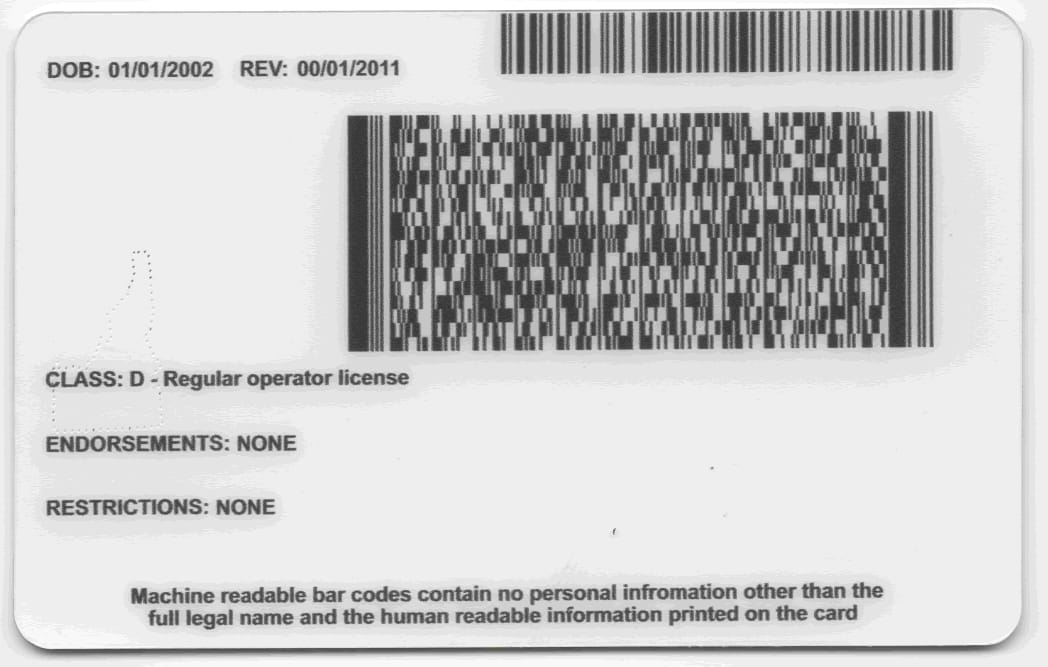 DOB: 01/01/2002 REV: 00/01/2011
CLASS: D - Regular operator license
ENDORSEMENTS: NONE
RESTRICTIONS: NONE
Machine readable bar codes contain no personal infromation other than the
full legal name and the human readable information printed on the card